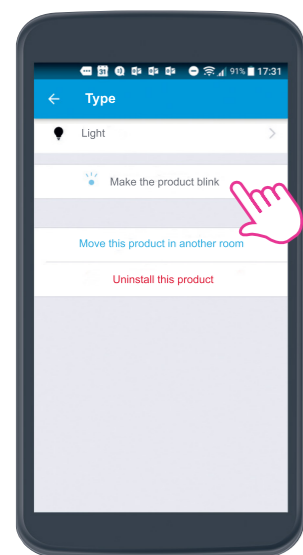 91% 17:31
Type
Light
Make the product blink
Move this product in another room
Uninstall this product